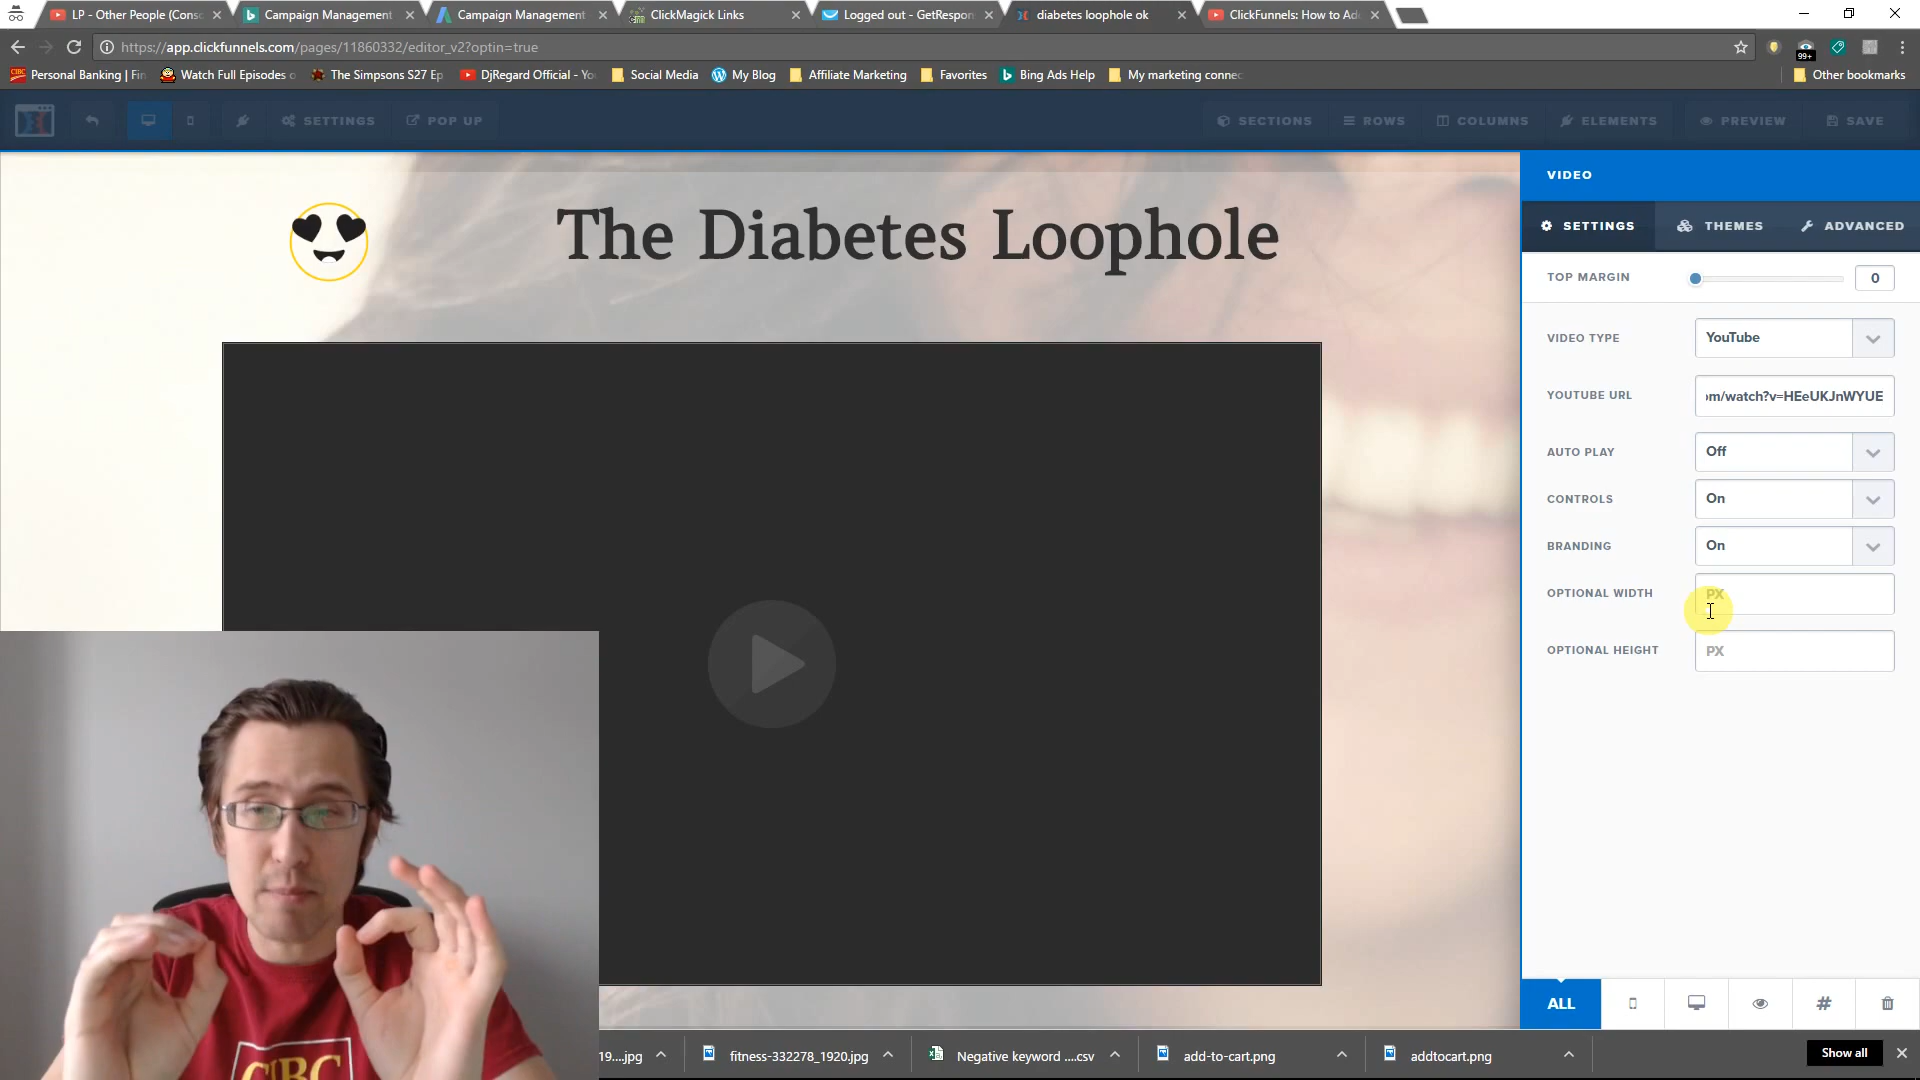 LP - Other People (Consc
Campaign Management
Campaign Management
ClickMagick Links
Logged out - GetRespon
diabetes loophole ok
ClickFunnels: How to Ad
https://app.clickfunnels.com/pages/11860332/editor_v2?optin=true
99+
Personal Banking | Fin
Watch Full Episodes o
The Simpsons S27 Ep
DjRegard Official - Yo
Social Media
My Blog
Affiliate Marketing
Favorites
Bing Ads Help
My marketing connec
Other bookmarks
SETTINGS
POP UP
SECTIONS
ROWS
COLUMNS
ELEMENTS
PREVIEW
SAVE
The Diabetes Loophole
VIDEO
SETTINGS
THEMES
ADVANCED
TOP MARGIN
0
VIDEO TYPE
YouTube
YOUTUBE URL
om/watch?v=HEeUKJnWYUE
AUTO PLAY
Off
CONTROLS
On
BRANDING
On
OPTIONAL WIDTH
PX
OPTIONAL HEIGHT
PX
ALL
#
CIBC
19....jpg
fitness-332278_1920.jpg
Negative keyword ....csv
add-to-cart.png
addtocart.png
Show all